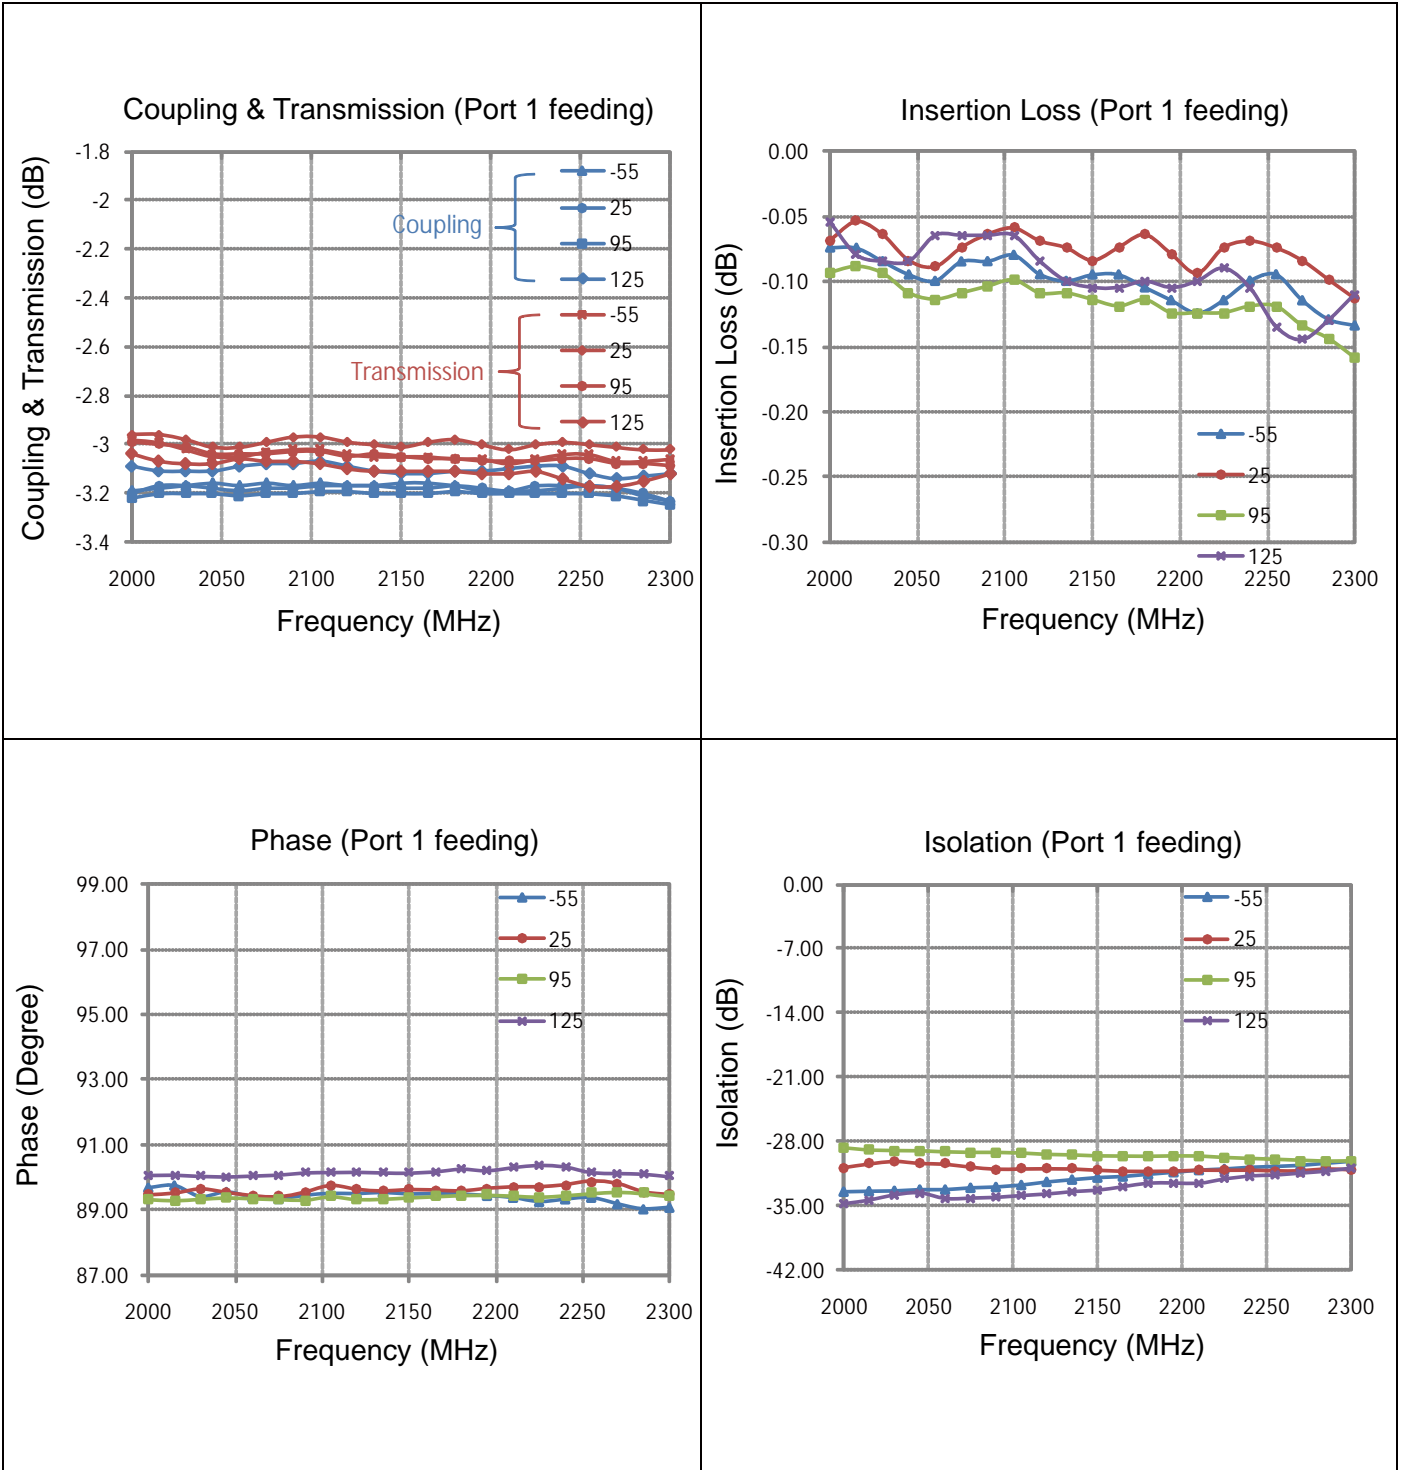 Coupling & Transmission (Port 1 feeding)
Coupling & Transmission (dB)
-1.8
-2
-2.2
-2.4
-2.6
-2.8
-3
-3.2
-3.4
Coupling
-55
25
95
125
Transmission
-55
25
95
125
2000 2050 2100 2150 2200 2250 2300
Frequency (MHz)
Insertion Loss (Port 1 feeding)
Insertion Loss (dB)
0.00
-0.05
-0.10
-0.15
-0.20
-0.25
-0.30
-55
25
95
125
2000 2050 2100 2150 2200 2250 2300
Frequency (MHz)
Phase (Port 1 feeding)
Phase (Degree)
99.00
97.00
95.00
93.00
91.00
89.00
87.00
-55
25
95
125
2000 2050 2100 2150 2200 2250 2300
Frequency (MHz)
Isolation (Port 1 feeding)
Isolation (dB)
0.00
-7.00
-14.00
-21.00
-28.00
-35.00
-42.00
-55
25
95
125
2000 2050 2100 2150 2200 2250 2300
Frequency (MHz)